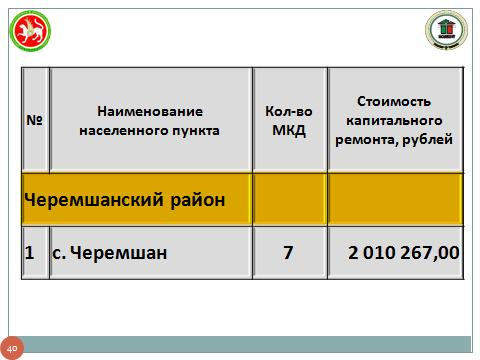 №
Наименование
населенного пункта
Кол-во
МКД
Стоимость
капитального
ремонта, рублей
Черемшанский район
1 с. Черемшан 7 2 010 267,00
40